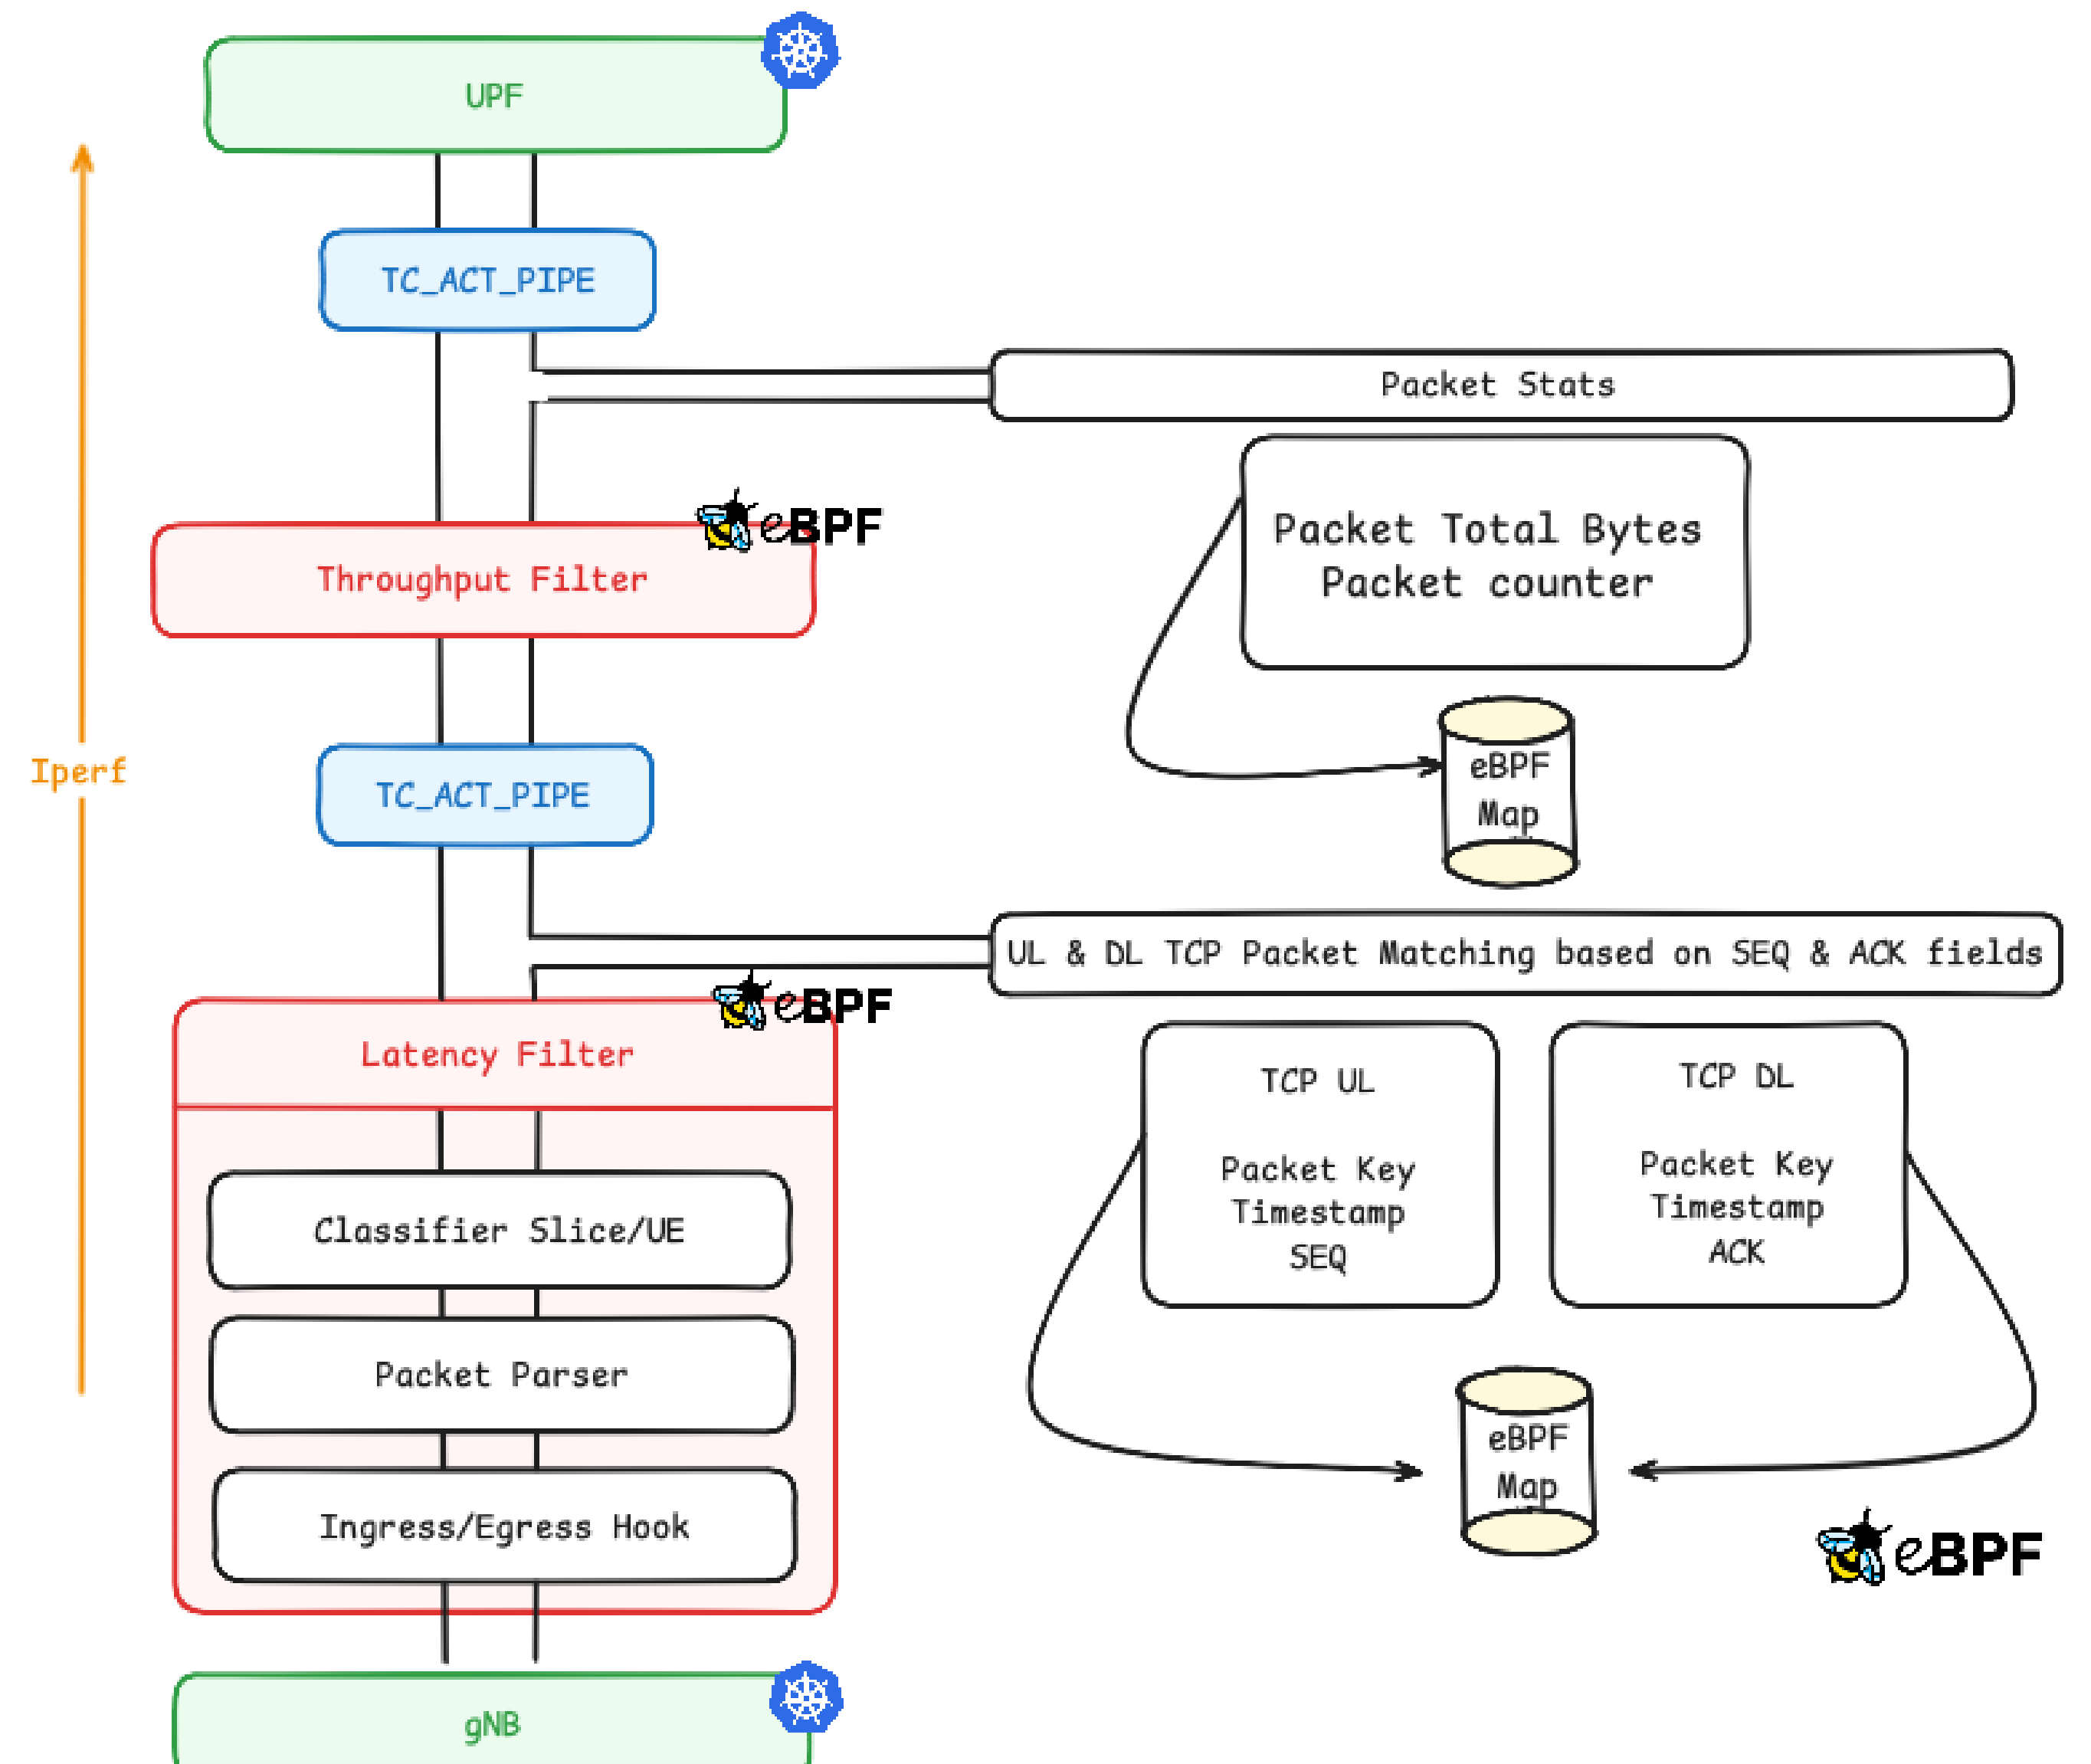 UPF
TC_ACT_PIPE
Packet Stats
Packet Total Bytes
Packet counter
eBPF
Throughput Filter
eBPF
Map
Iperf
TC_ACT_PIPE
UL & DL TCP Packet Matching based on SEQ & ACK fields
eBPF
Latency Filter
TCP UL
Packet Key
Timestamp
SEQ
TCP DL
Packet Key
Timestamp
ACK
Classifier Slice/UE
Packet Parser
Ingress/Egress Hook
eBPF
Map
eBPF
gNB